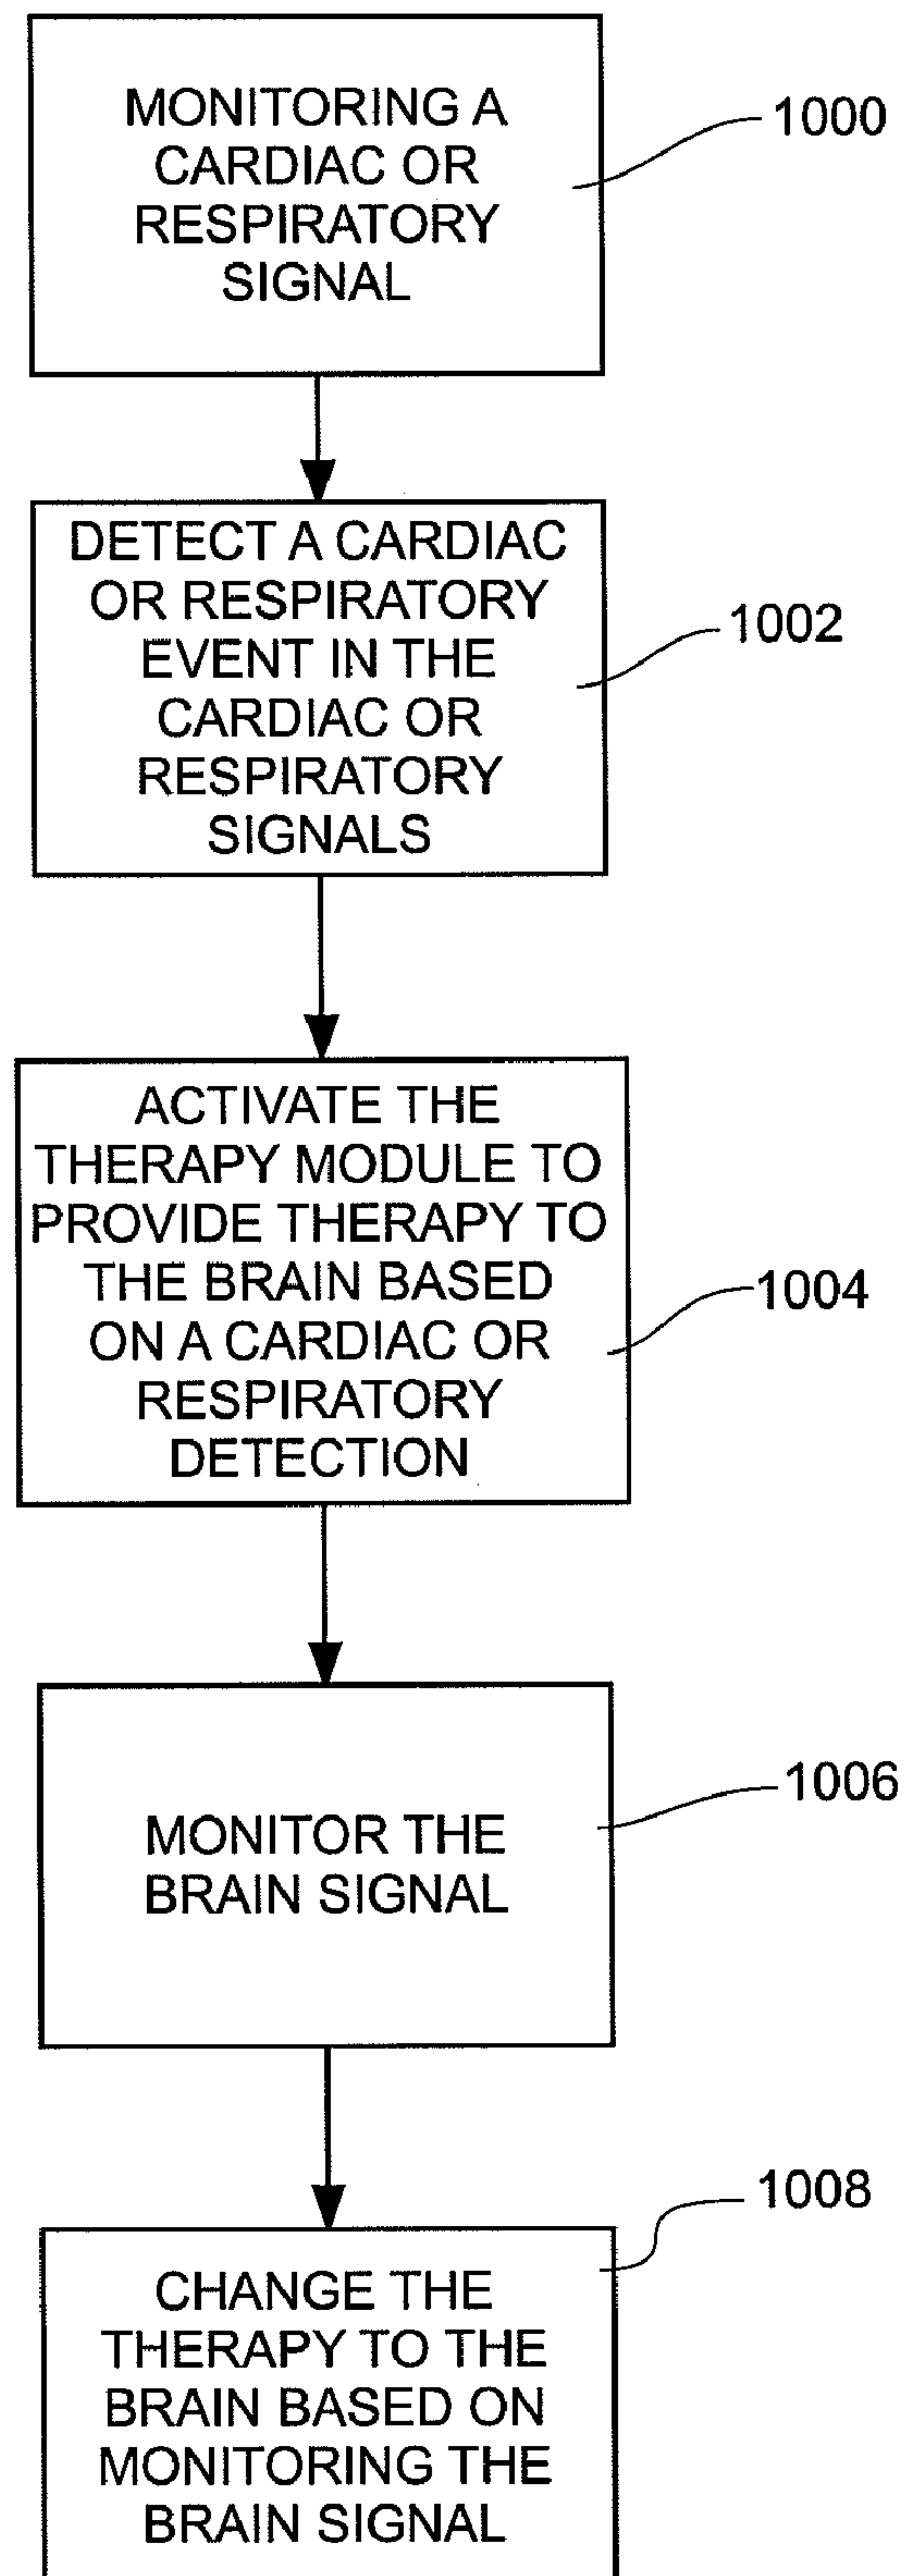 MONITORING A
CARDIAC OR
RESPIRATORY
SIGNAL
1000
DETECT A CARDIAC
OR RESPIRATORY
EVENT IN THE
CARDIAC OR
RESPIRATORY
SIGNALS
1002
ACTIVATE THE
THERAPY MODULE TO
PROVIDE THERAPY TO
THE BRAIN BASED
ON A CARDIAC OR
RESPIRATORY
DETECTION
1004
MONITOR THE
BRAIN SIGNAL
1006
CHANGE THE
THERAPY TO THE
BRAIN BASED ON
MONITORING THE
BRAIN SIGNAL
1008